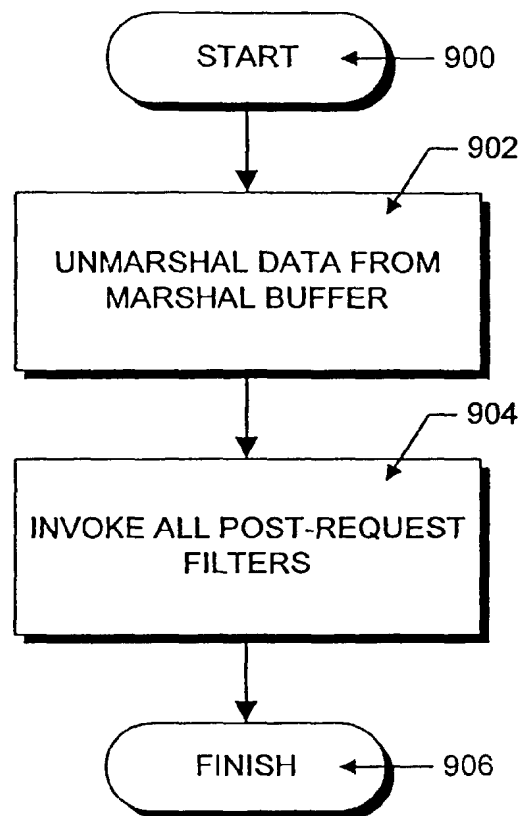 START
900
902
UNMARSHAL DATA FROM
MARSHAL BUFFER
904
INVOKE ALL POST-REQUEST
FILTERS
FINISH
906